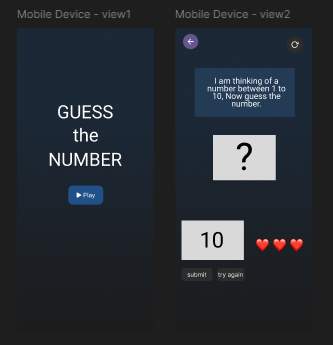 Mobile Device - view1
Mobile Device - view2
GUESS
the
NUMBER
Play
I am thinking of a
number between 1 to
10, Now guess the
number.
?
10
submit
try again